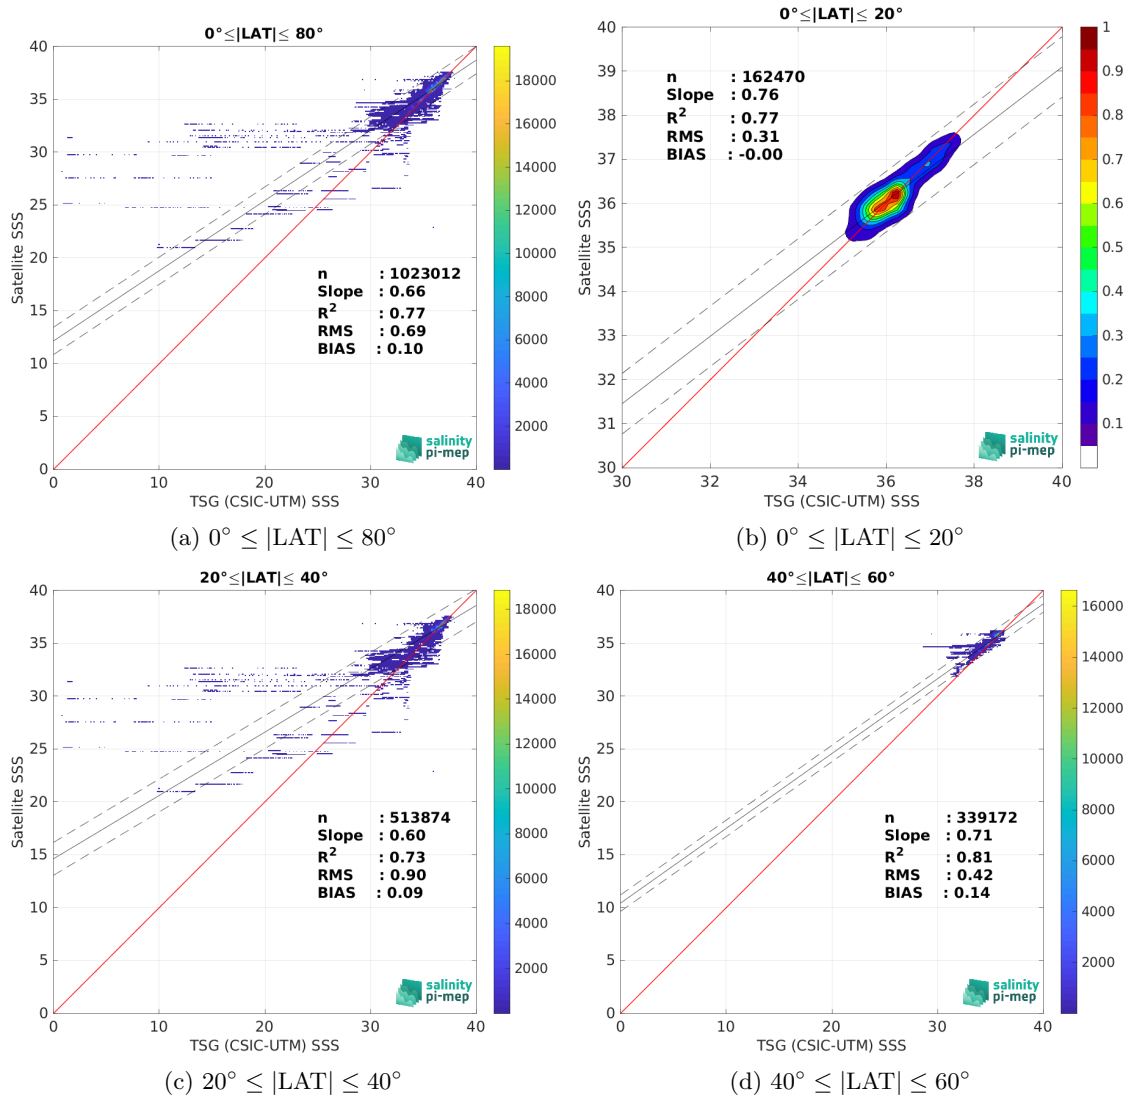 0°≤|LAT|≤ 80°
Satellite SSS
40
35
30
25
20
15
10
5
0
0 10 20 30 40
TSG (CSIC-UTM) SSS
n : 1023012
Slope : 0.66
R² : 0.77
RMS : 0.69
BIAS : 0.10
salinity
pi-mep
18000
16000
14000
12000
10000
8000
6000
4000
2000
(a) 0° ≤ |LAT| ≤ 80°
0°≤|LAT|≤ 20°
Satellite SSS
40
39
38
37
36
35
34
33
32
31
30
30 32 34 36 38 40
TSG (CSIC-UTM) SSS
n : 162470
Slope : 0.76
R² : 0.77
RMS : 0.31
BIAS : -0.00
salinity
pi-mep
1
0.9
0.8
0.7
0.6
0.5
0.4
0.3
0.2
0.1
(b) 0° ≤ |LAT| ≤ 20°
20°≤|LAT|≤ 40°
Satellite SSS
40
35
30
25
20
15
10
5
0
0 10 20 30 40
TSG (CSIC-UTM) SSS
n : 513874
Slope : 0.60
R² : 0.73
RMS : 0.90
BIAS : 0.09
salinity
pi-mep
18000
16000
14000
12000
10000
8000
6000
4000
2000
(c) 20° ≤ |LAT| ≤ 40°
40°≤|LAT|≤ 60°
Satellite SSS
40
35
30
25
20
15
10
5
0
0 10 20 30 40
TSG (CSIC-UTM) SSS
n : 339172
Slope : 0.71
R² : 0.81
RMS : 0.42
BIAS : 0.14
salinity
pi-mep
16000
14000
12000
10000
8000
6000
4000
2000
(d) 40° ≤ |LAT| ≤ 60°